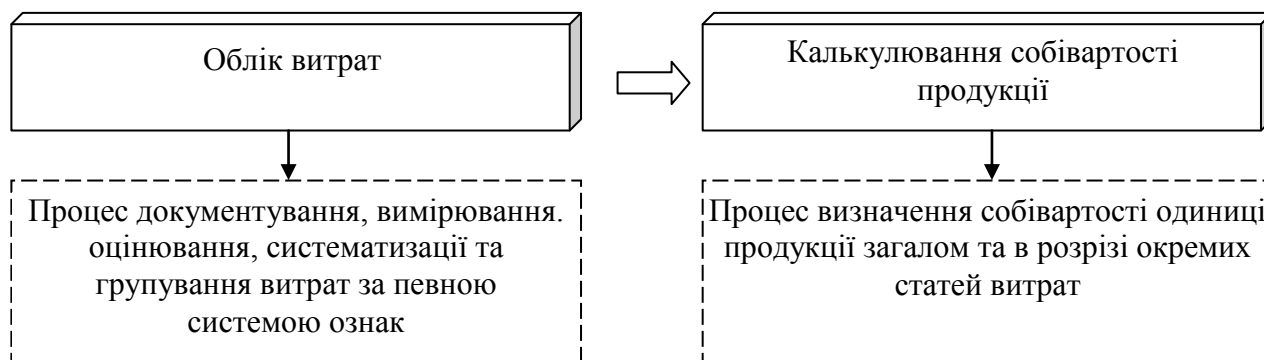 Облік витрат
Калькулювання собівартості
продукції
Процес документування, вимірювання.
оцінювання, систематизації та
групування витрат за певною
системою ознак
Процес визначення собівартості одиниці
продукції загалом та в розрізі окремих
статей витрат